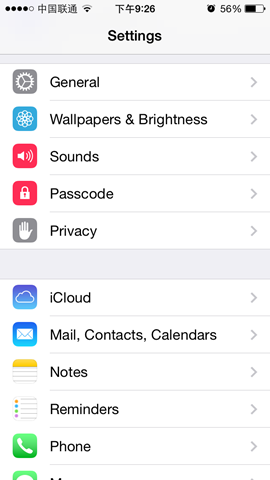 中国联通 下午9:26 56%
Settings
General
Wallpapers & Brightness
Sounds
Passcode
Privacy
iCloud
Mail, Contacts, Calendars
Notes
Reminders
Phone